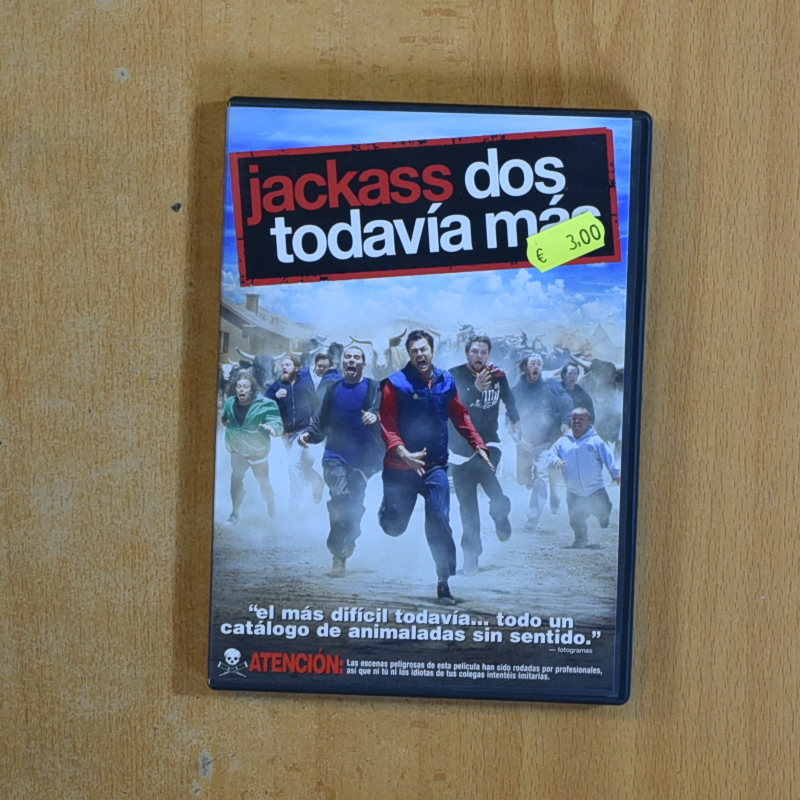 jackass dos
todavía más
€ 3,00
"el más difícil todavía... todo un
catálogo de animaladas sin sentido."
— fotogramas
ATENCIÓN: Las escenas peligrosas de esta película han sido rodadas por profesionales,
así que ni tú ni los idiotas de tus colegas intentéis imitarlas.